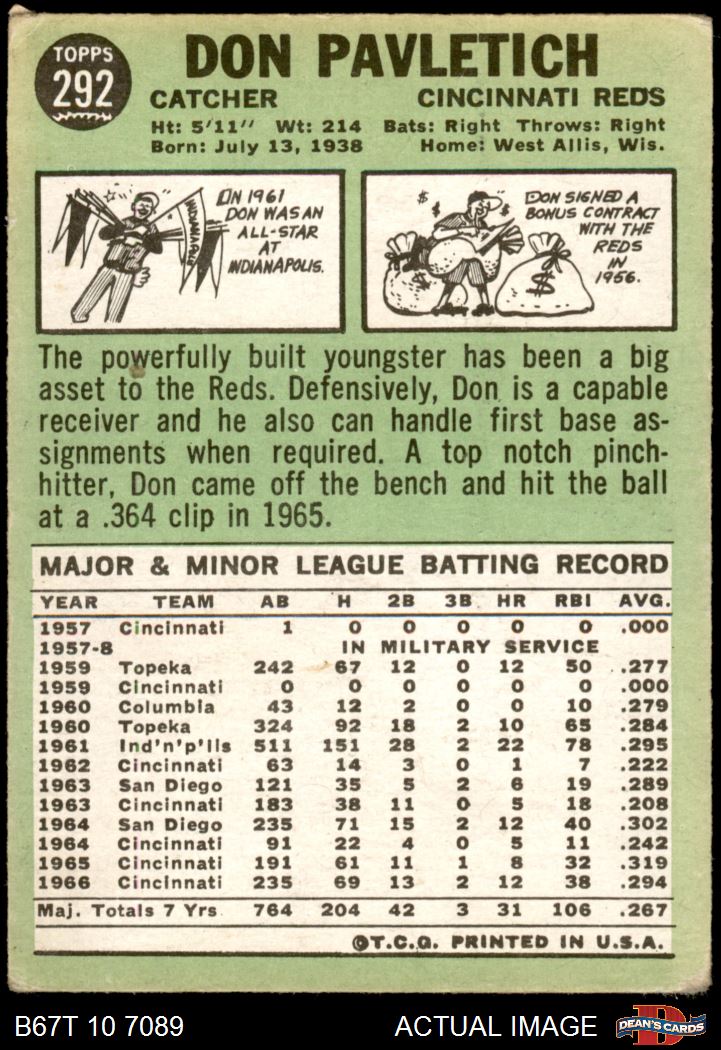 TOPPS
292
DON PAVLETICH
CATCHER CINCINNATI REDS
Ht: 5'11" Wt: 214 Bats: Right Throws: Right
Born: July 13, 1938 Home: West Allis, Wis.
INDIANAPOLIS
IN 1961
DON WAS AN
ALL-STAR
AT
INDIANAPOLIS.
DON SIGNED A
BONUS CONTRACT
WITH THE
REDS
IN
1956.
The powerfully built youngster has been a big
asset to the Reds. Defensively, Don is a capable
receiver and he also can handle first base as-
signments when required. A top notch pinch-
hitter, Don came off the bench and hit the ball
at a .364 clip in 1965.
MAJOR & MINOR LEAGUE BATTING RECORD
YEAR TEAM AB H 2B 3B HR RBI AVG.
1957 Cincinnati 1 0 0 0 0 0 .000
1957-8 IN MILITARY SERVICE
1959 Topeka 242 67 12 0 12 50 .277
1959 Cincinnati 0 0 0 0 0 0 .000
1960 Columbia 43 12 2 0 0 10 .279
1960 Topeka 324 92 18 2 10 65 .284
1961 Ind'n'p'lls 511 151 28 2 22 78 .295
1962 Cincinnati 63 14 3 0 1 7 .222
1963 San Diego 121 35 5 2 6 19 .289
1963 Cincinnati 183 38 11 0 5 18 .208
1964 San Diego 235 71 15 2 12 40 .302
1964 Cincinnati 91 22 4 0 5 11 .242
1965 Cincinnati 191 61 11 1 8 32 .319
1966 Cincinnati 235 69 13 2 12 38 .294
Maj. Totals 7 Yrs. 764 204 42 3 31 106 .267
©T.C.G. PRINTED IN U.S.A.
B67T 10 7089 ACTUAL IMAGE DEAN'S CARDS